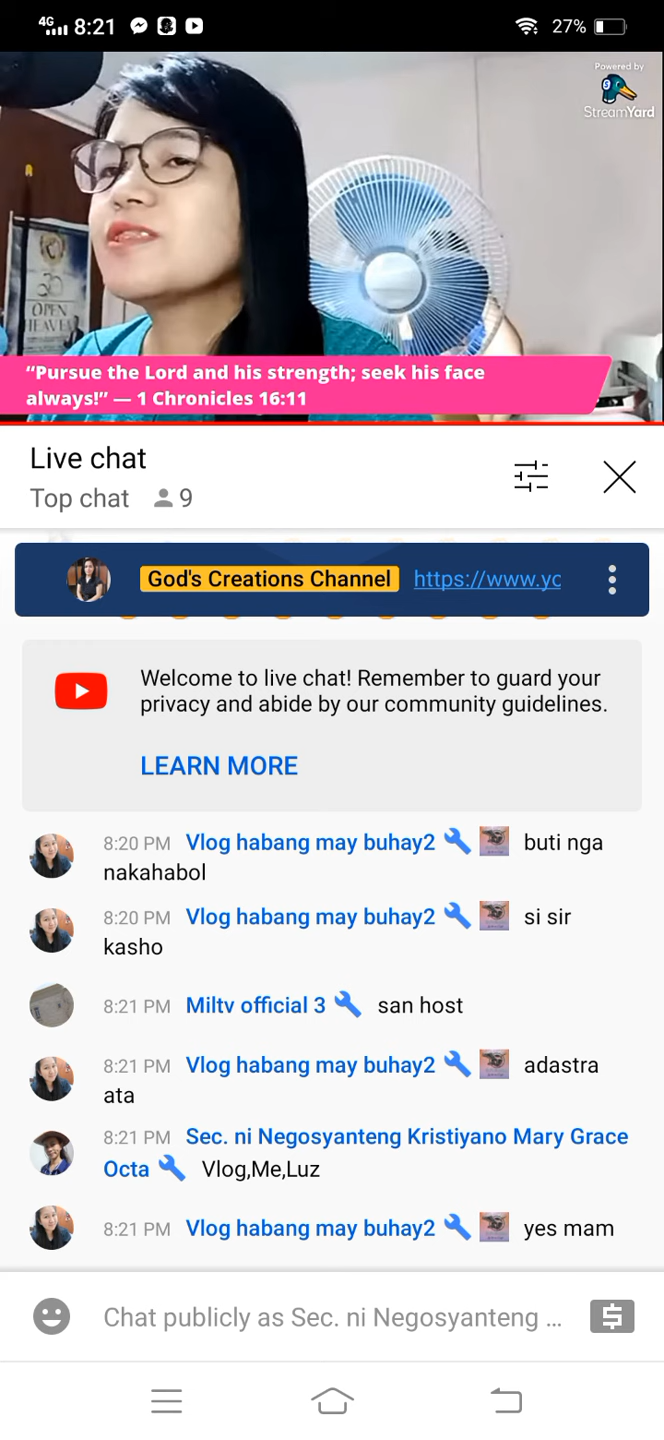 4G 8:21 27%
Powered by
StreamYard
30
OPEN
HEAVEN
“Pursue the Lord and his strength; seek his face
always!” — 1 Chronicles 16:11
Live chat
Top chat 9
God's Creations Channel https://www.yc
Welcome to live chat! Remember to guard your
privacy and abide by our community guidelines.
LEARN MORE
8:20 PM Vlog habang may buhay2 buti nga
nakahabol
8:20 PM Vlog habang may buhay2 si sir
kasho
8:21 PM Miltv official 3 san host
8:21 PM Vlog habang may buhay2 adastra
ata
8:21 PM Sec. ni Negosyanteng Kristiyano Mary Grace
Octa Vlog,Me,Luz
8:21 PM Vlog habang may buhay2 yes mam
Chat publicly as Sec. ni Negosyanteng ...